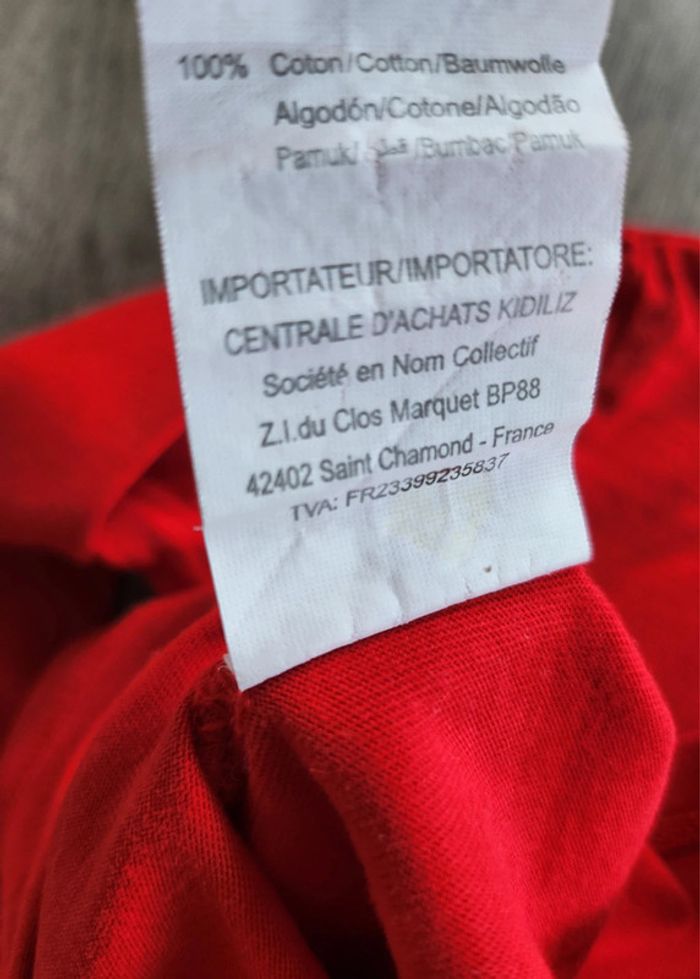 100% Coton/Cotton/Baumwolle
Algodón/Cotone/Algodão
Pamuk/ قطن /Bumbac/Pamuk
IMPORTATEUR/IMPORTATORE:
CENTRALE D'ACHATS KIDILIZ
Société en Nom Collectif
Z.I.du Clos Marquet BP88
42402 Saint Chamond - France
TVA: FR23399235837